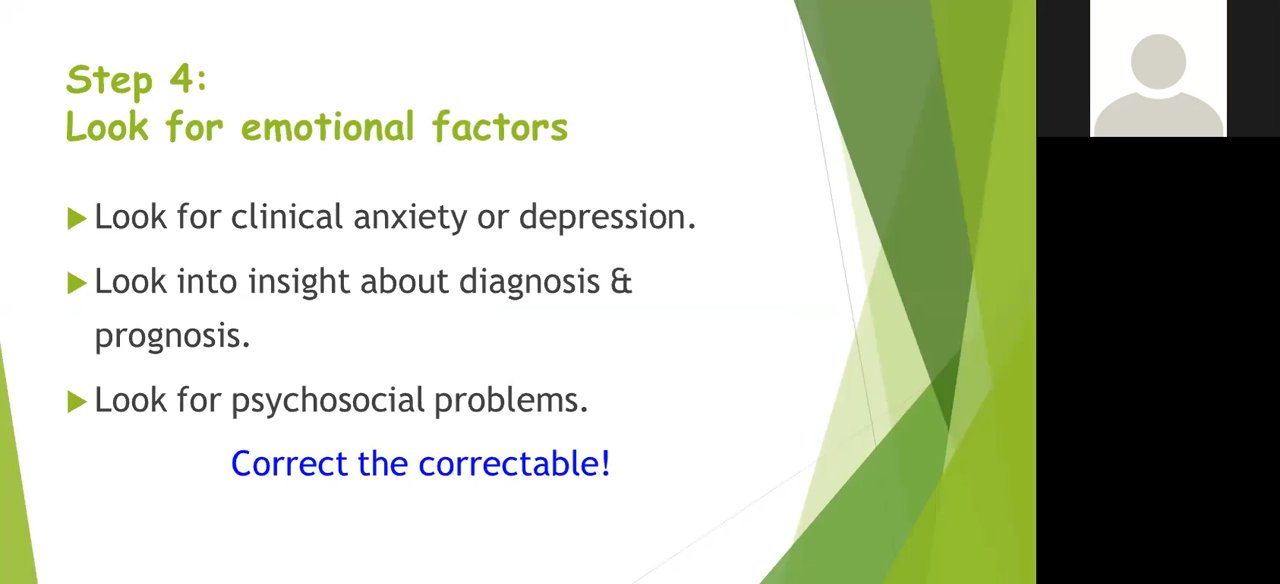 Step 4:
Look for emotional factors
Look for clinical anxiety or depression.
Look into insight about diagnosis &
prognosis.
Look for psychosocial problems.
Correct the correctable!